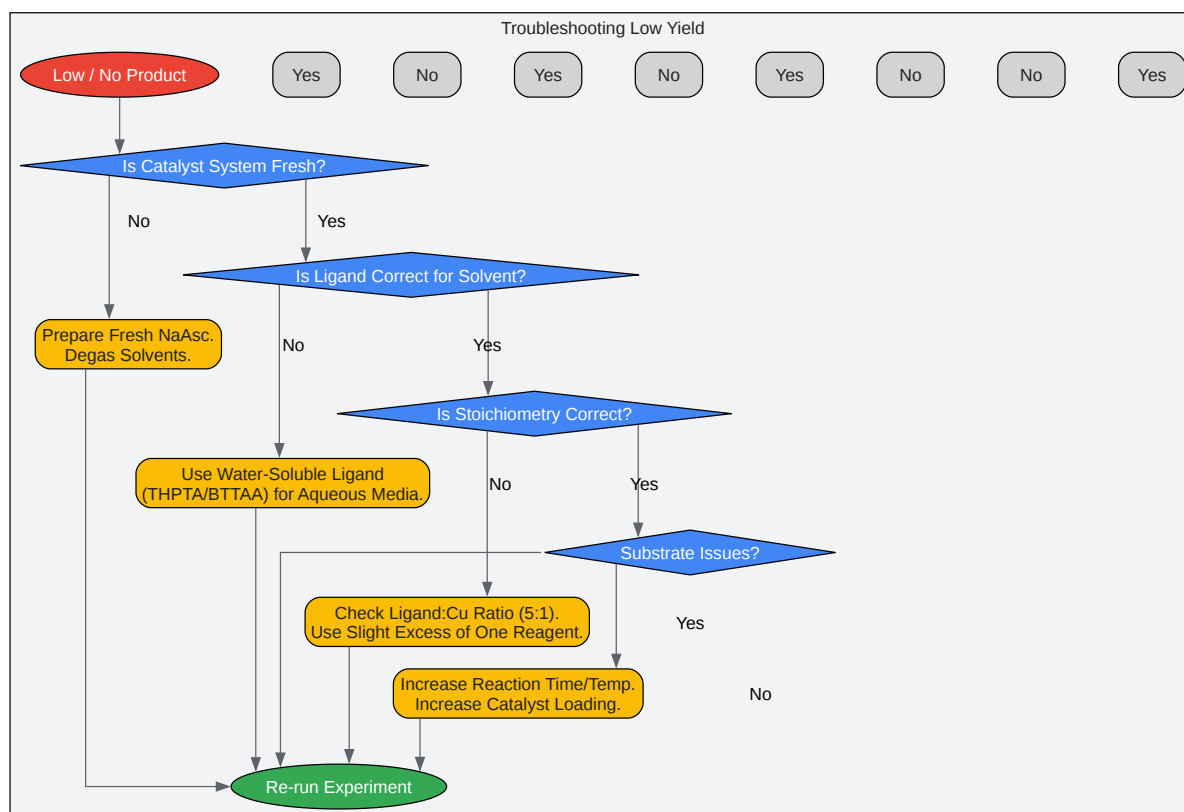 Troubleshooting Low Yield
Low / No Product
Yes
No
Yes
No
Yes
No
No
Yes
Is Catalyst System Fresh?
No
Yes
Is Ligand Correct for Solvent?
Prepare Fresh NaAsc.
Degas Solvents.
No
Yes
Is Stoichiometry Correct?
Use Water-Soluble Ligand
(THPTA/BTTAA) for Aqueous Media.
No
Yes
Substrate Issues?
Check Ligand:Cu Ratio (5:1).
Use Slight Excess of One Reagent.
Yes
Increase Reaction Time/Temp.
Increase Catalyst Loading.
No
Re-run Experiment